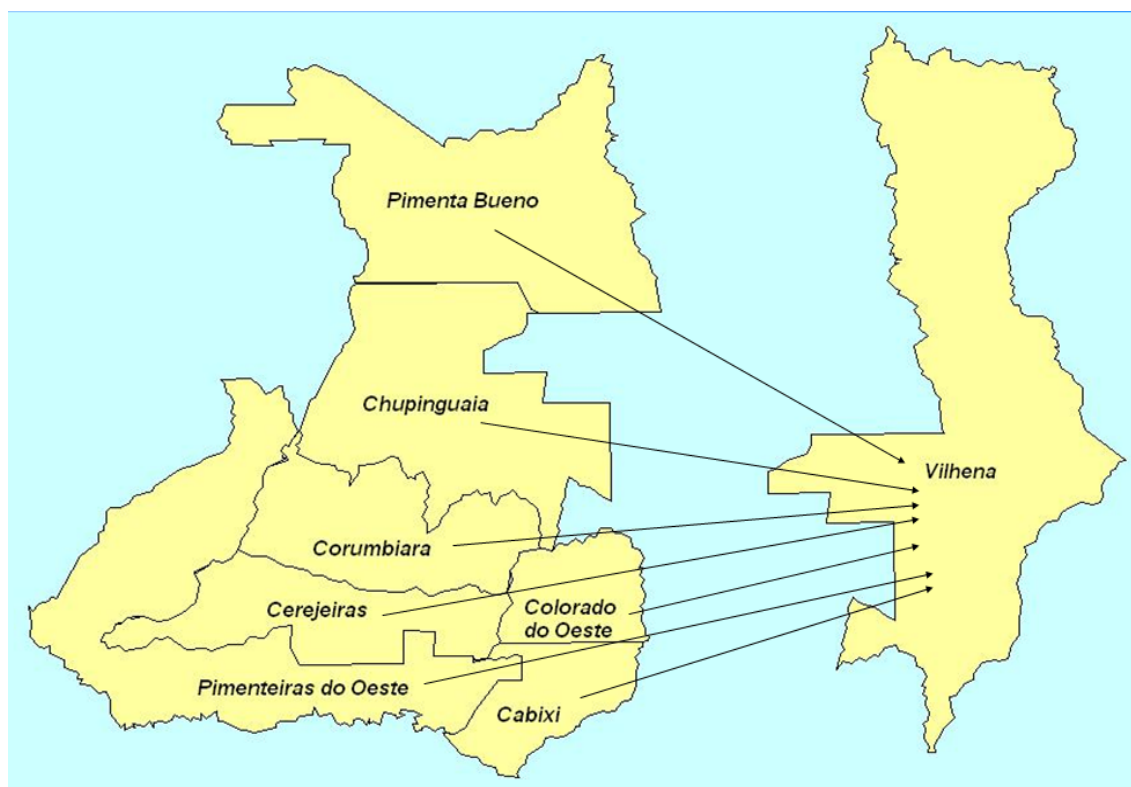 Pimenta Bueno
Chupinguaia
Vilhena
Corumbiara
Cerejeiras
Colorado
do Oeste
Pimenteiras do Oeste
Cabixi